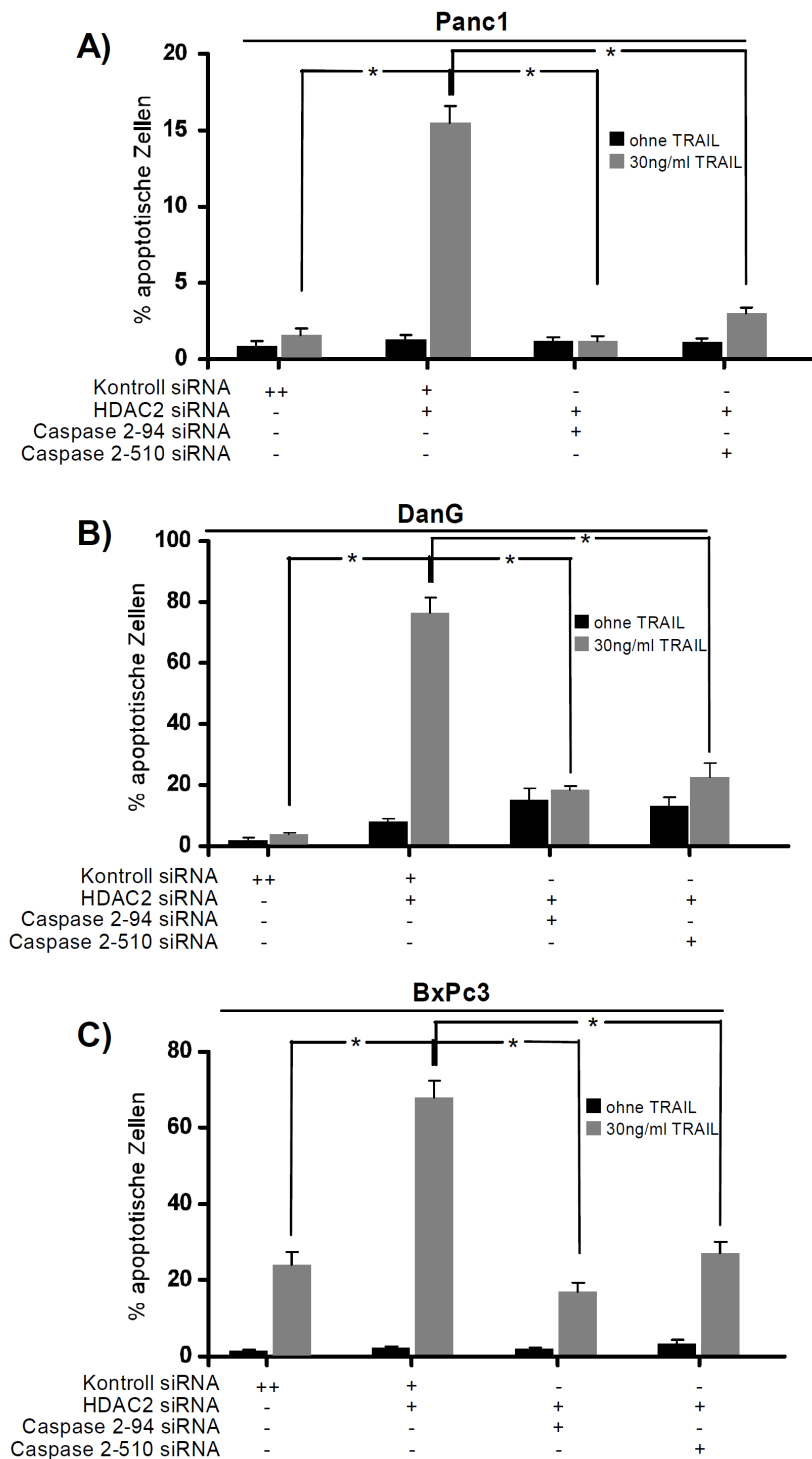 A)
Panc1
% apoptotische Zellen
20
15
10
5
0
* * *
ohne TRAIL
30ng/ml TRAIL
Kontroll siRNA ++ + - -
HDAC2 siRNA - + + +
Caspase 2-94 siRNA - - + -
Caspase 2-510 siRNA - - - +
B)
DanG
% apoptotische Zellen
100
80
60
40
20
0
* * *
ohne TRAIL
30ng/ml TRAIL
Kontroll siRNA ++ + - -
HDAC2 siRNA - + + +
Caspase 2-94 siRNA - - + -
Caspase 2-510 siRNA - - - +
C)
BxPc3
% apoptotische Zellen
80
60
40
20
0
* * *
ohne TRAIL
30ng/ml TRAIL
Kontroll siRNA ++ + - -
HDAC2 siRNA - + + +
Caspase 2-94 siRNA - - + -
Caspase 2-510 siRNA - - - +